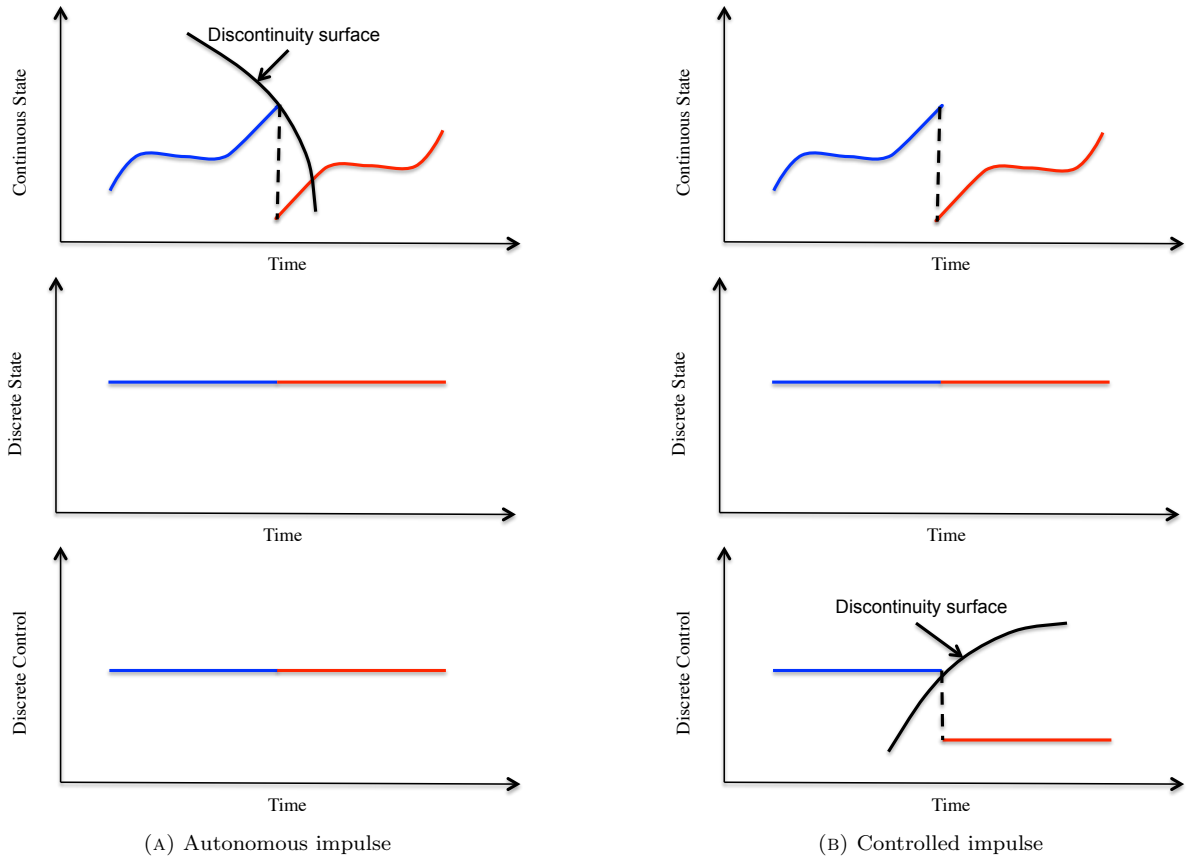 Discontinuity surface
Continuous State
Time
Discrete State
Time
Discrete Control
Time
(A) Autonomous impulse
Continuous State
Time
Discrete State
Time
Discontinuity surface
Discrete Control
Time
(B) Controlled impulse